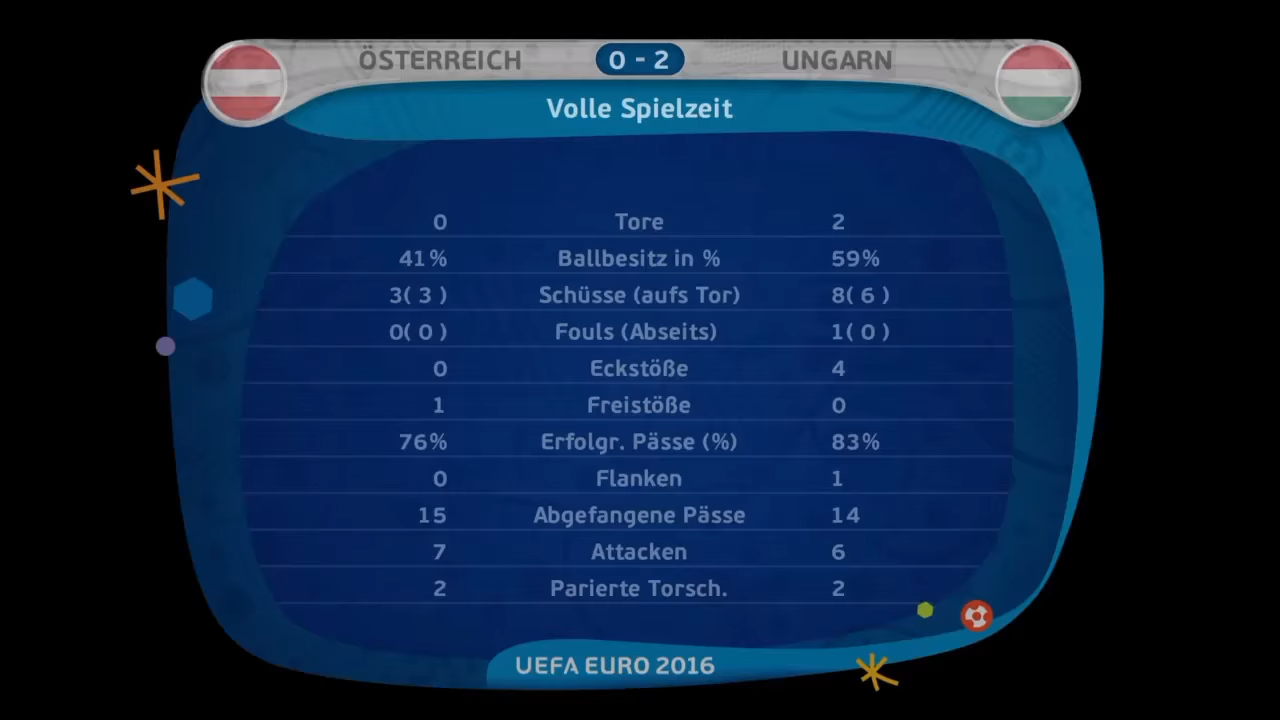 ÖSTERREICH 0 - 2 UNGARN
Volle Spielzeit
0 Tore 2
41% Ballbesitz in % 59%
3( 3 ) Schüsse (aufs Tor) 8( 6 )
0( 0 ) Fouls (Abseits) 1( 0 )
0 Eckstöße 4
1 Freistöße 0
76% Erfolgr. Pässe (%) 83%
0 Flanken 1
15 Abgefangene Pässe 14
7 Attacken 6
2 Parierte Torsch. 2
UEFA EURO 2016